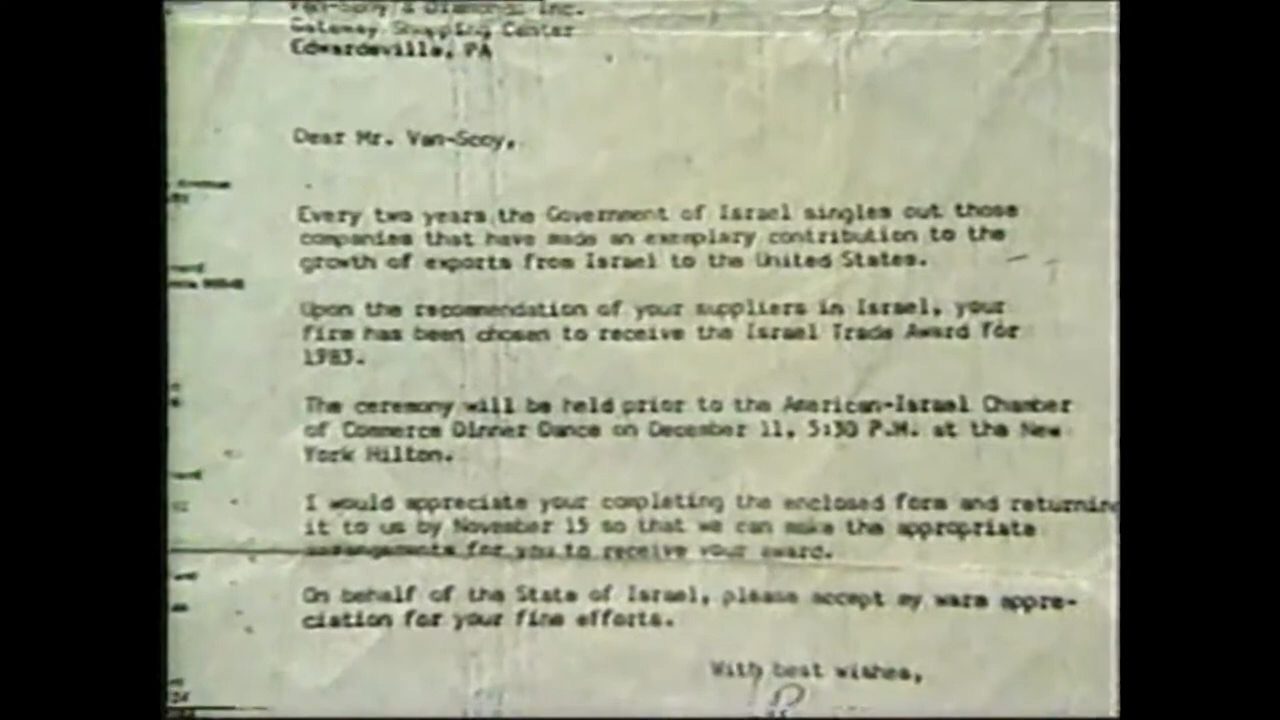 Van-Scoy's Diamonds Inc.
Gateway Shopping Center
Edwardsville, PA
Dear Mr. Van-Scoy,
Every two years the Government of Israel singles out those
companies that have made an exemplary contribution to the
growth of exports from Israel to the United States.
Upon the recommendation of your suppliers in Israel, your
firm has been chosen to receive the Israel Trade Award for
1983.
The ceremony will be held prior to the American-Israel Chamber
of Commerce Dinner Dance on December 11, 5:30 P.M. at the New
York Hilton.
I would appreciate your completing the enclosed form and returning
it to us by November 15 so that we can make the appropriate
arrangements for you to receive your award.
On behalf of the State of Israel, please accept my warm appre-
ciation for your fine efforts.
With best wishes,